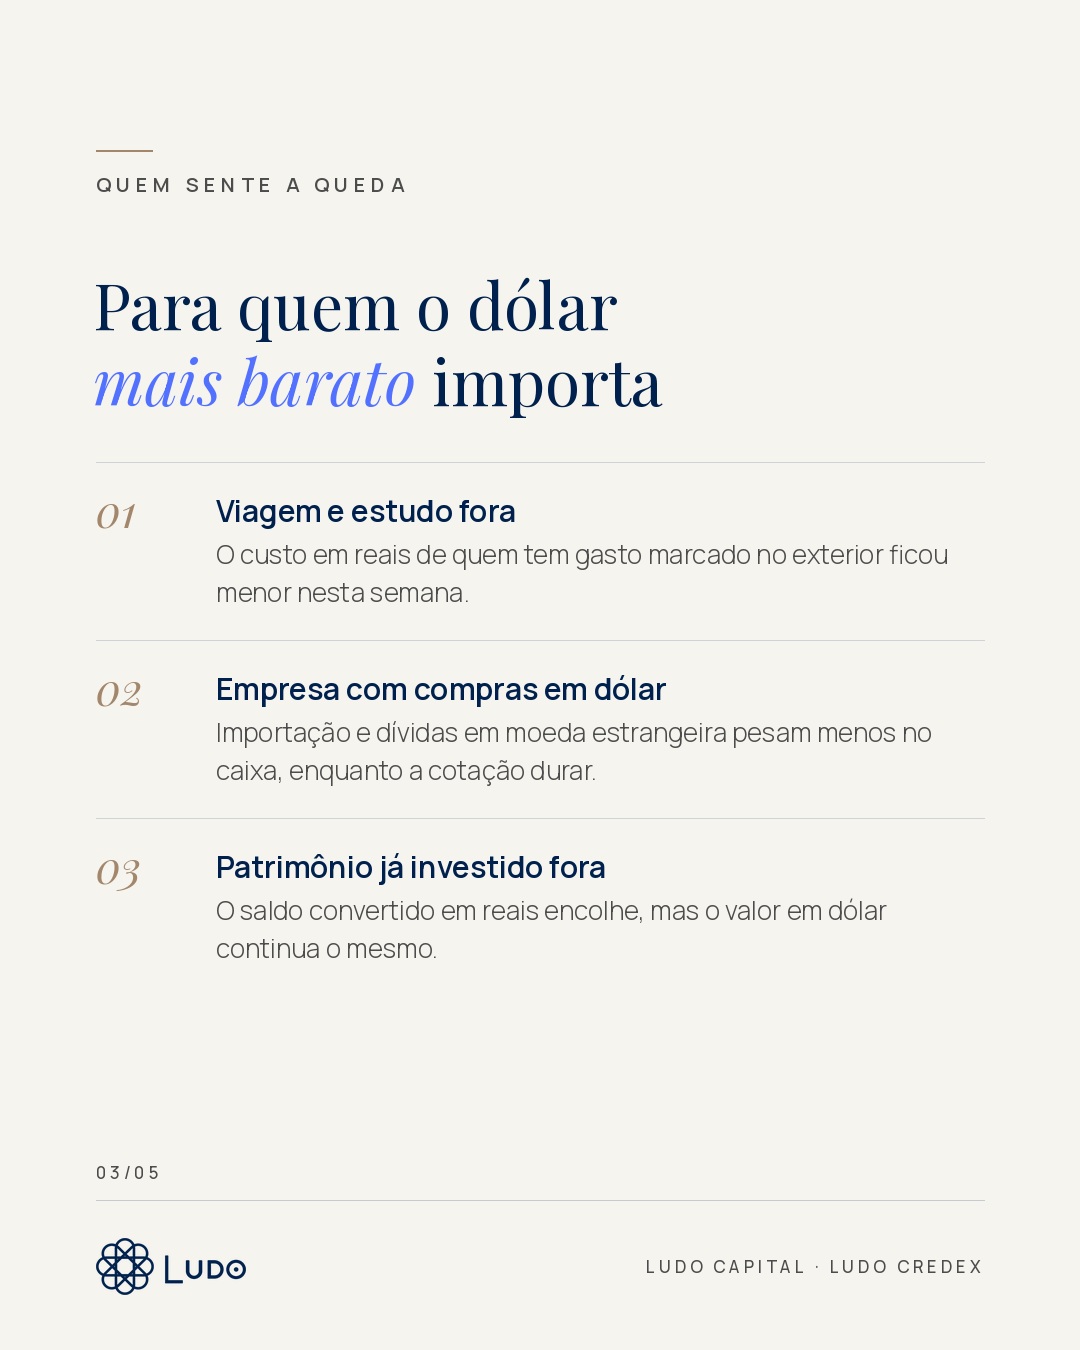 QUEM SENTE A QUEDA
Para quem o dólar
mais barato importa
01
Viagem e estudo fora
O custo em reais de quem tem gasto marcado no exterior ficou
menor nesta semana.
02
Empresa com compras em dólar
Importação e dívidas em moeda estrangeira pesam menos no
caixa, enquanto a cotação durar.
03
Patrimônio já investido fora
O saldo convertido em reais encolhe, mas o valor em dólar
continua o mesmo.
03/05
LUDO
LUDO CAPITAL · LUDO CREDEX